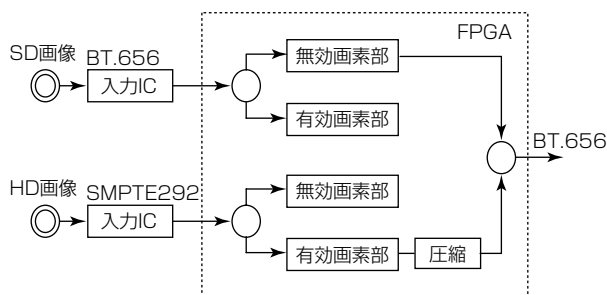 FPGA
SD画像
BT.656
入力IC
無効画素部
有効画素部
BT.656
HD画像
SMPTE292
入力IC
無効画素部
有効画素部
圧縮